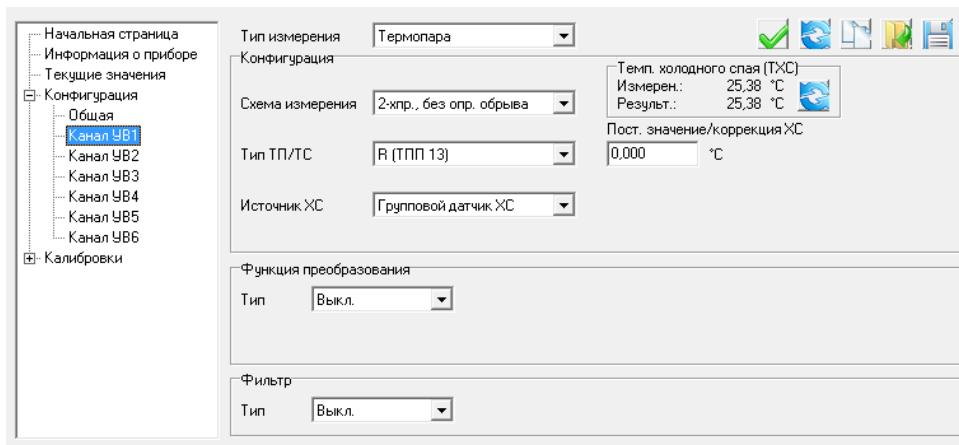 Начальная страница
Информация о приборе
Текущие значения
Конфигурация
Общая
Канал УВ1
Канал УВ2
Канал УВ3
Канал УВ4
Канал УВ5
Канал УВ6
Калибровки
Тип измерения Термопара
Конфигурация
Схема измерения 2-хпр., без опр. обрыва
Тип ТП/ТС R (ТПП 13)
Источник ХС Групповой датчик ХС
Темп. холодного спая (ТХС)
Измерен.: 25,38 °C
Результ.: 25,38 °C
Пост. значение/коррекция ХС
0,000 °C
Функция преобразования
Тип Выкл.
Фильтр
Тип Выкл.